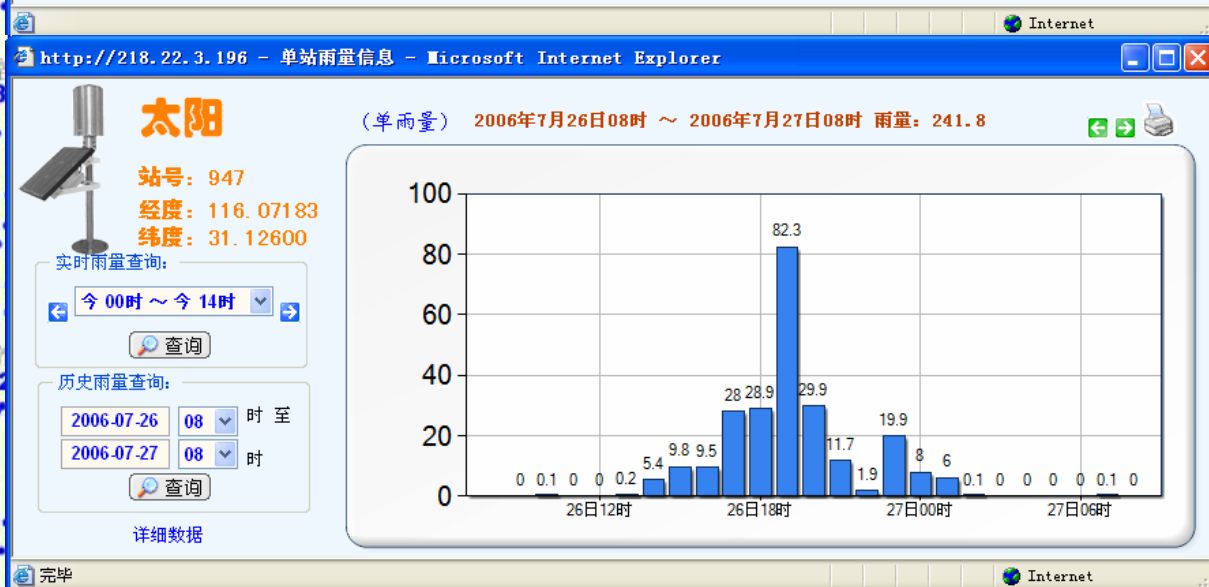 Internet
http://218.22.3.196 - 单站雨量信息 - Microsoft Internet Explorer
太阳
站号：947
经度：116.07183
纬度：31.12600
实时雨量查询：
今 00时 ～ 今 14时
查询
历史雨量查询：
2006-07-26 08 时 至
2006-07-27 08 时
查询
详细数据
（单雨量） 2006年7月26日08时 ～ 2006年7月27日08时 雨量：241.8
100
80
60
40
20
0
0 0.1 0 0 0.2 5.4 9.8 9.5 28 28.9 82.3 29.9 11.7 1.9 19.9 8 6 0.1 0 0 0 0 0.1 0
26日12时 26日18时 27日00时 27日06时
完毕 Internet